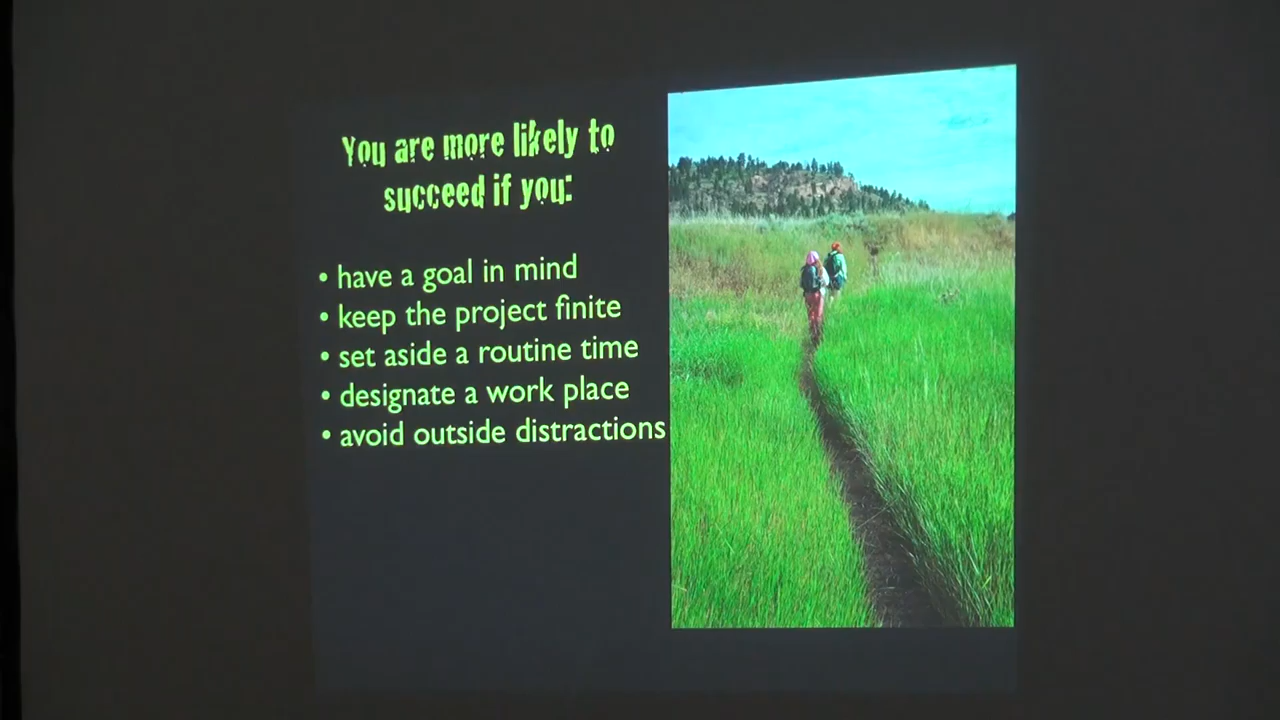 You are more likely to
succeed if you:
• have a goal in mind
• keep the project finite
• set aside a routine time
• designate a work place
• avoid outside distractions